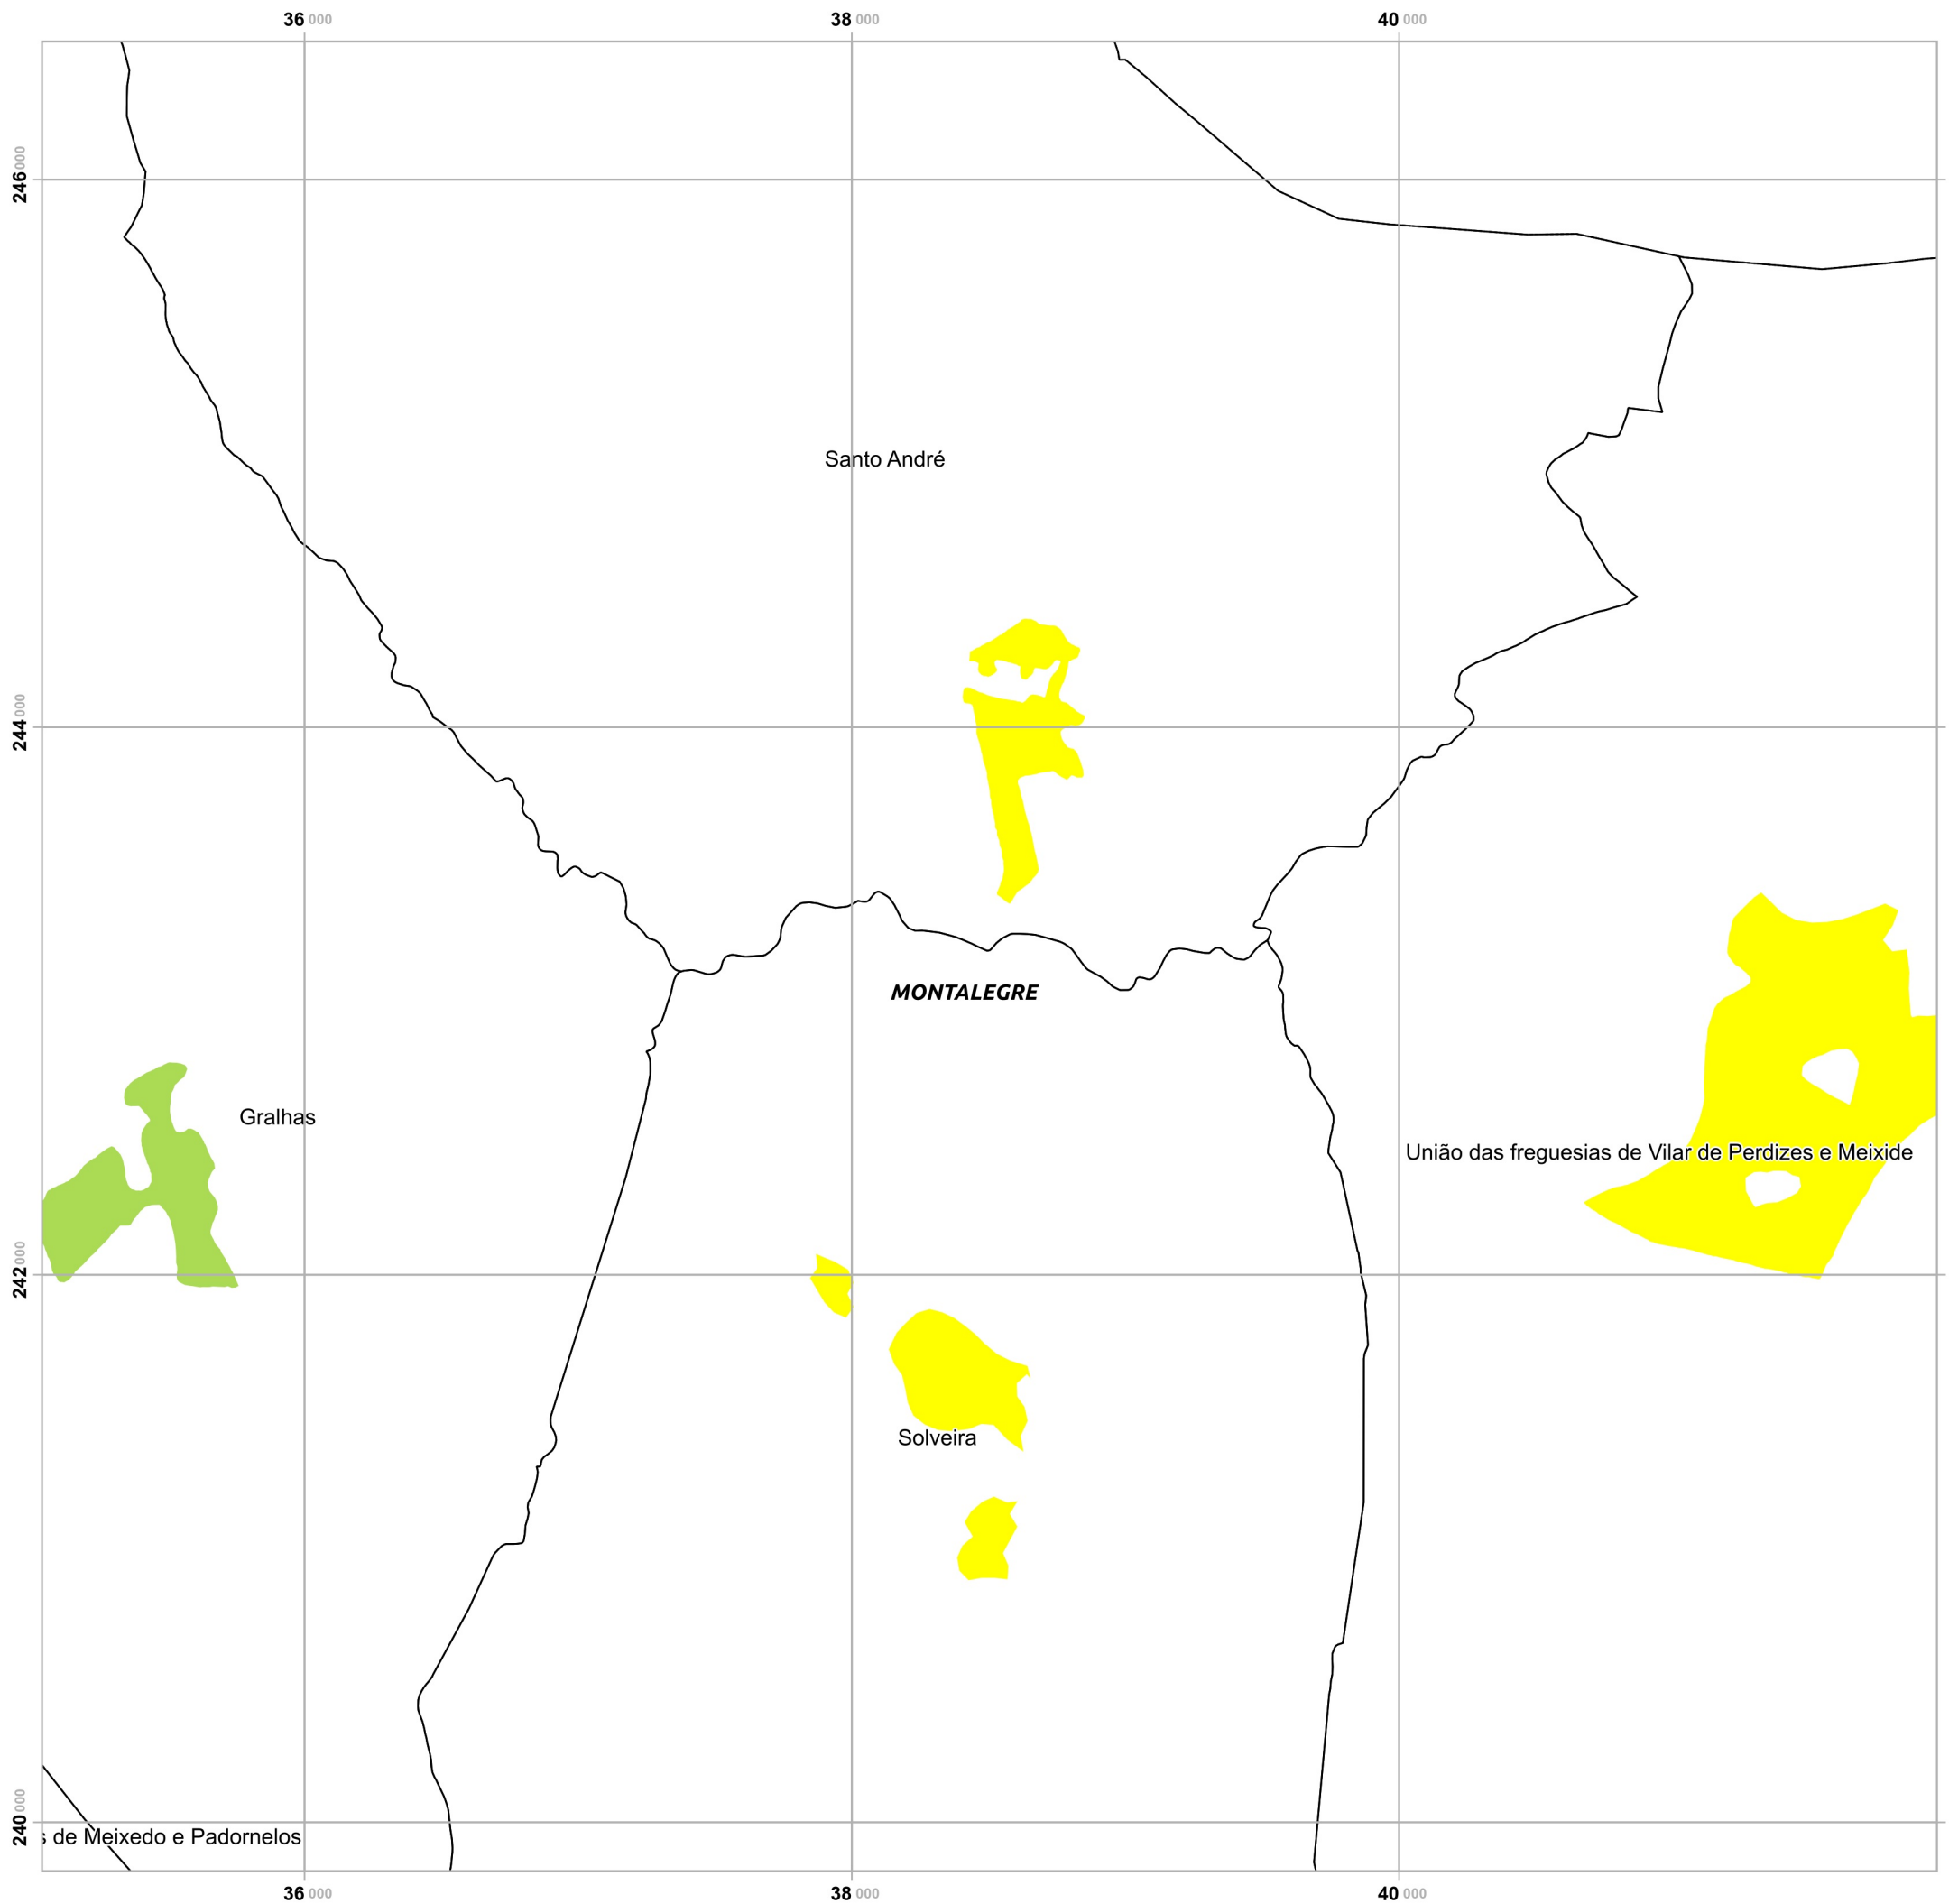 36 000 38 000 40 000
246 000
Santo André
244 000
MONTALEGRE
Gralhas
União das freguesias de Vilar de Perdizes e Meixide
242 000
Solveira
240 000
s de Meixedo e Padornelos
36 000 38 000 40 000